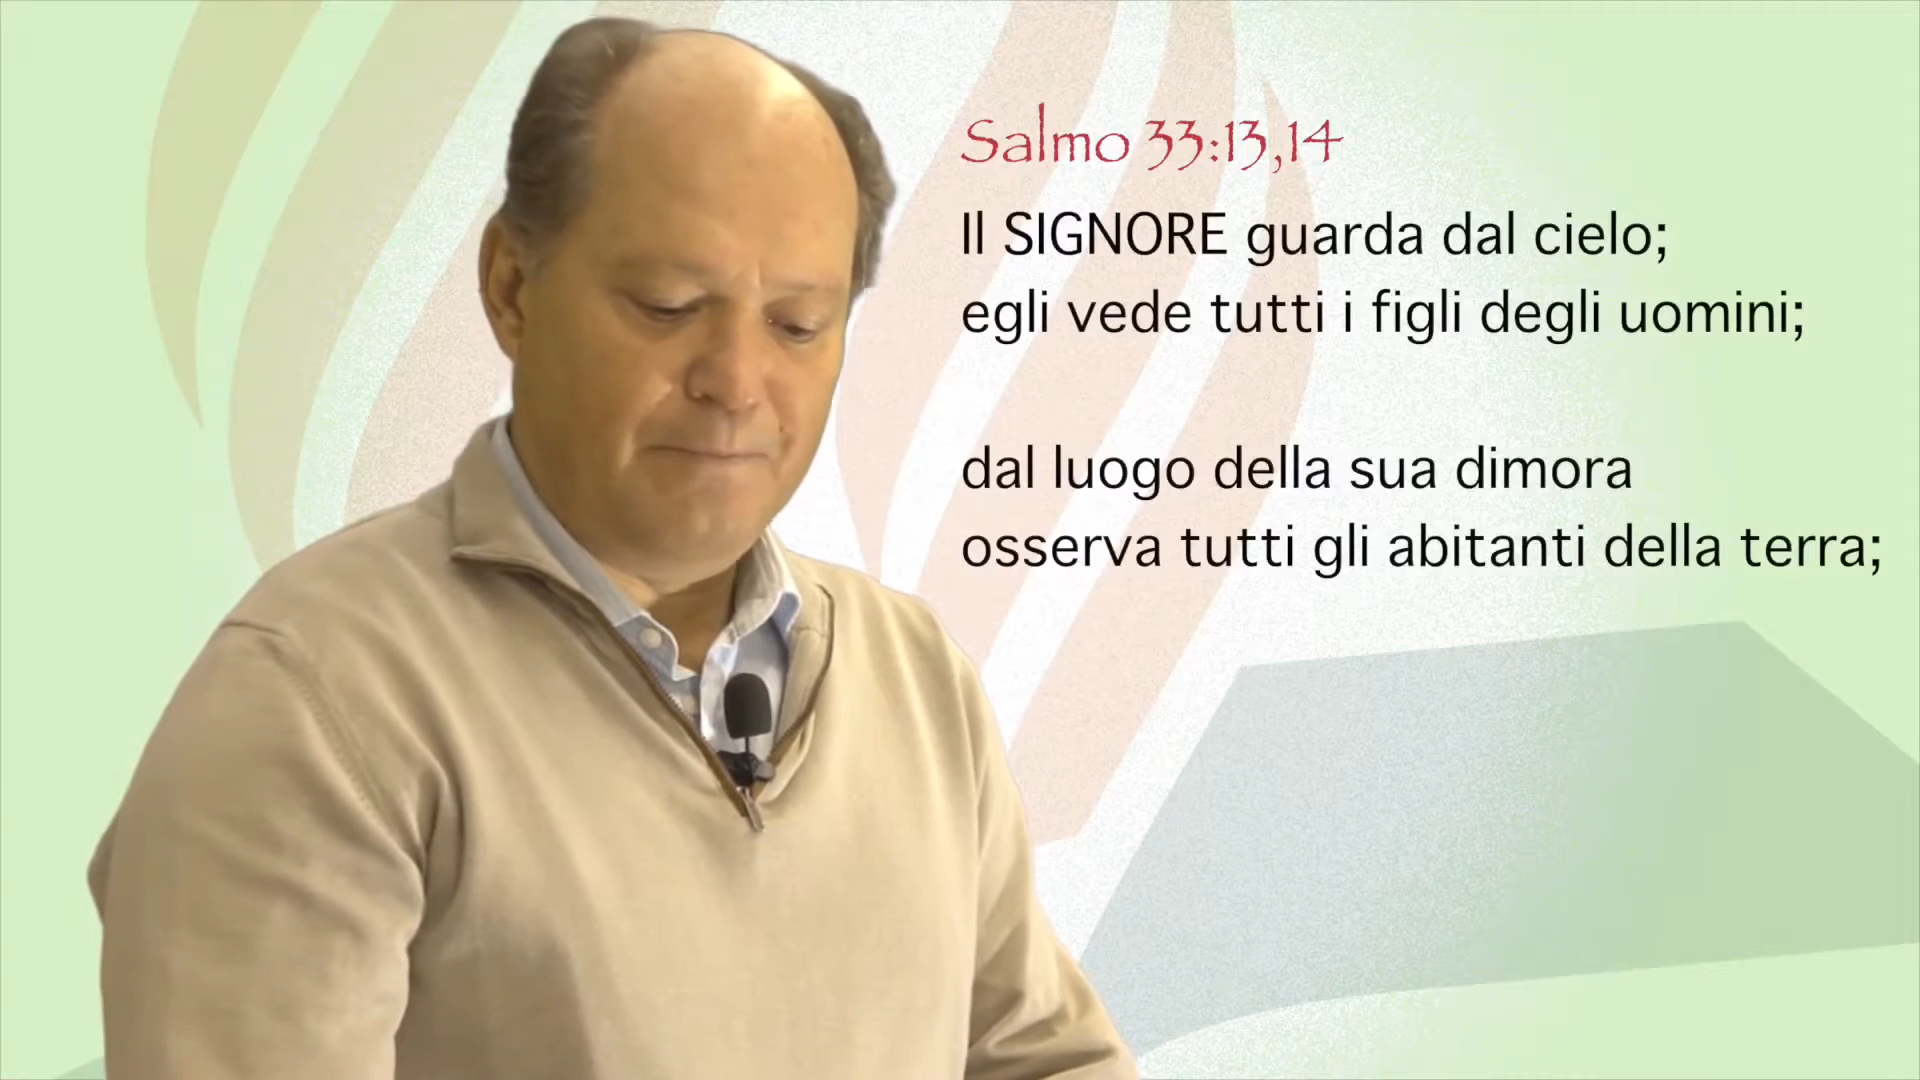 Salmo 33:13,14
Il SIGNORE guarda dal cielo;
egli vede tutti i figli degli uomini;
dal luogo della sua dimora
osserva tutti gli abitanti della terra;